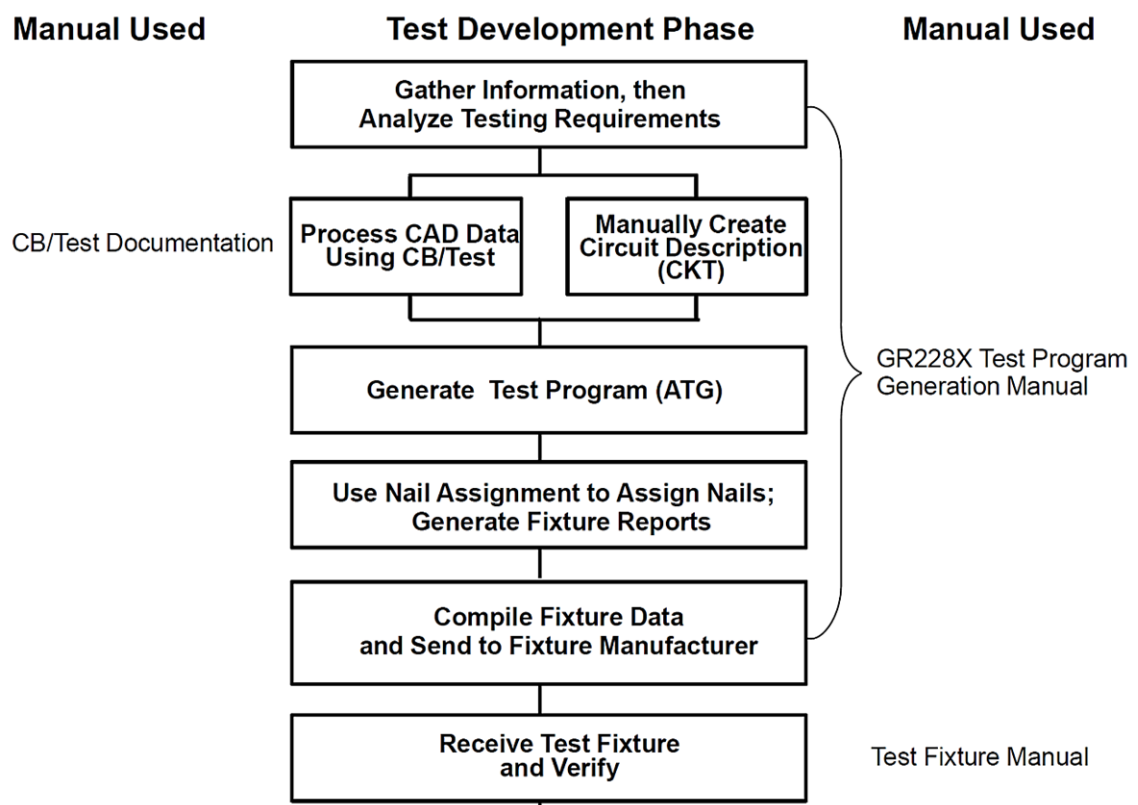 Manual Used
Test Development Phase
Manual Used
Gather Information, then
Analyze Testing Requirements
CB/Test Documentation
Process CAD Data
Using CB/Test
Manually Create
Circuit Description
(CKT)
GR228X Test Program
Generation Manual
Generate Test Program (ATG)
Use Nail Assignment to Assign Nails;
Generate Fixture Reports
Compile Fixture Data
and Send to Fixture Manufacturer
Receive Test Fixture
and Verify
Test Fixture Manual